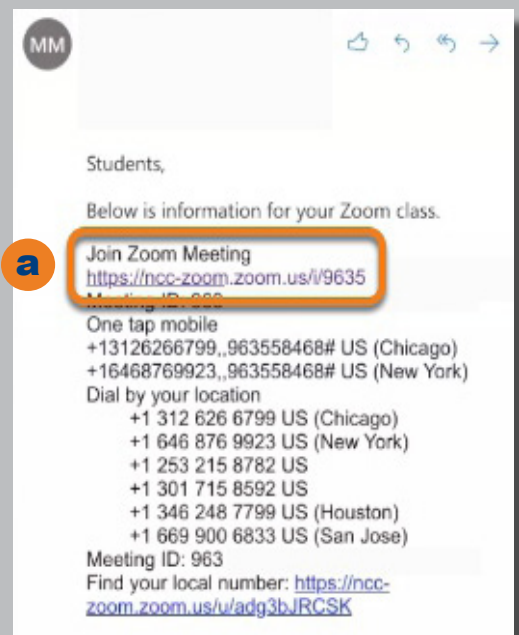 MM
Students,
Below is information for your Zoom class.
a
Join Zoom Meeting
https://ncc-zoom.zoom.us/i/9635
Meeting ID: 963
One tap mobile
+13126266799,,963558468# US (Chicago)
+16468769923,,963558468# US (New York)
Dial by your location
+1 312 626 6799 US (Chicago)
+1 646 876 9923 US (New York)
+1 253 215 8782 US
+1 301 715 8592 US
+1 346 248 7799 US (Houston)
+1 669 900 6833 US (San Jose)
Meeting ID: 963
Find your local number: https://ncc-
zoom.zoom.us/u/adg3bJRCSK